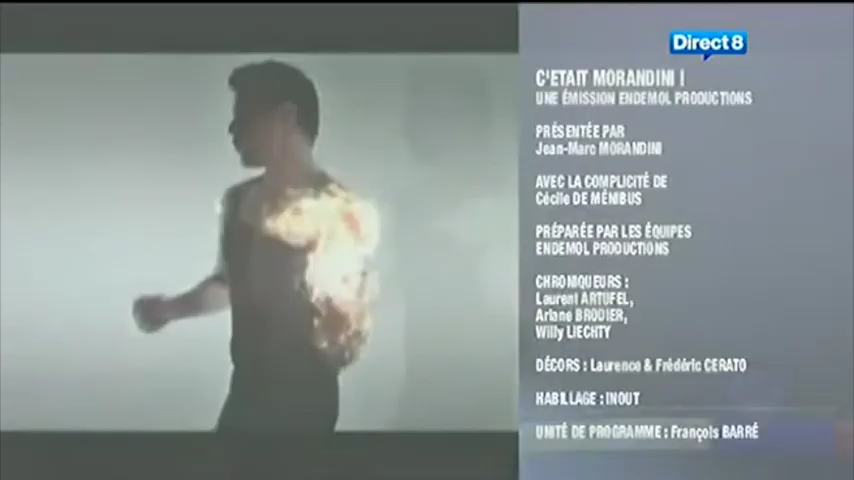 Direct 8
C'ETAIT MORANDINI !
UNE ÉMISSION ENDEMOL PRODUCTIONS
PRÉSENTÉE PAR
Jean-Marc MORANDINI
AVEC LA COMPLICITÉ DE
Cécile DE MÉNIBUS
PRÉPARÉE PAR LES ÉQUIPES
ENDEMOL PRODUCTIONS
CHRONIQUEURS :
Laurent ARTUFEL,
Ariane BRODIER,
Willy LIECHTY
DÉCORS : Laurence & Frédéric CERATO
HABILLAGE : INOUT
UNITÉ DE PROGRAMME : François BARRÉ